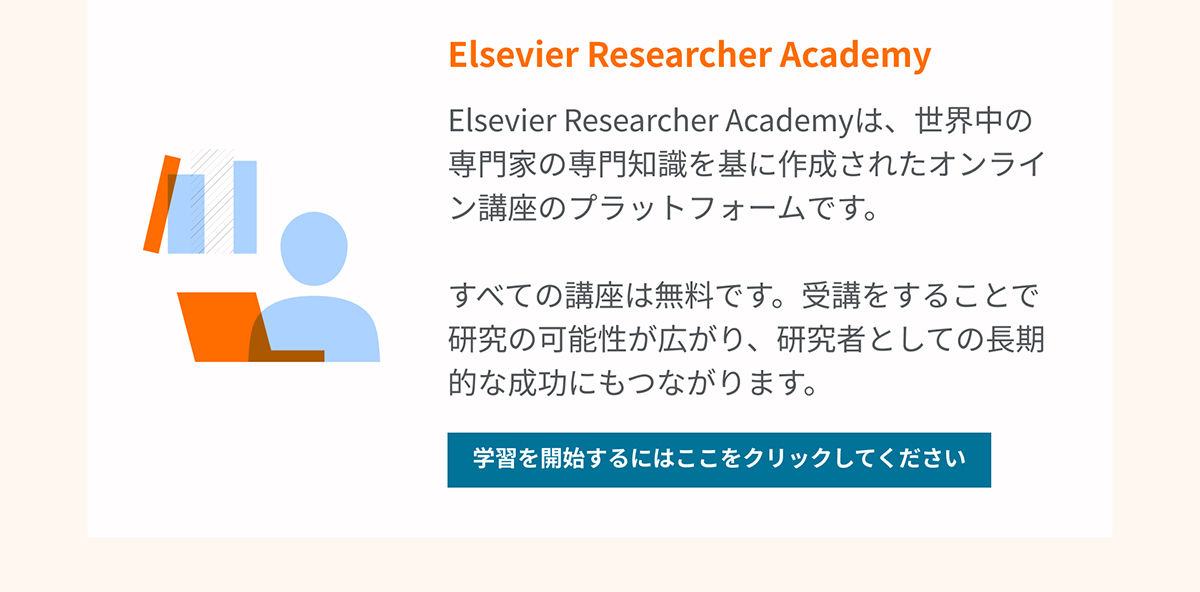 Elsevier Researcher Academy
Elsevier Researcher Academyは、世界中の
専門家の専門知識を基に作成されたオンライ
ン講座のプラットフォームです。
すべての講座は無料です。受講をすることで
研究の可能性が広がり、研究者としての長期
的な成功にもつながります。
学習を開始するにはここをクリックしてください